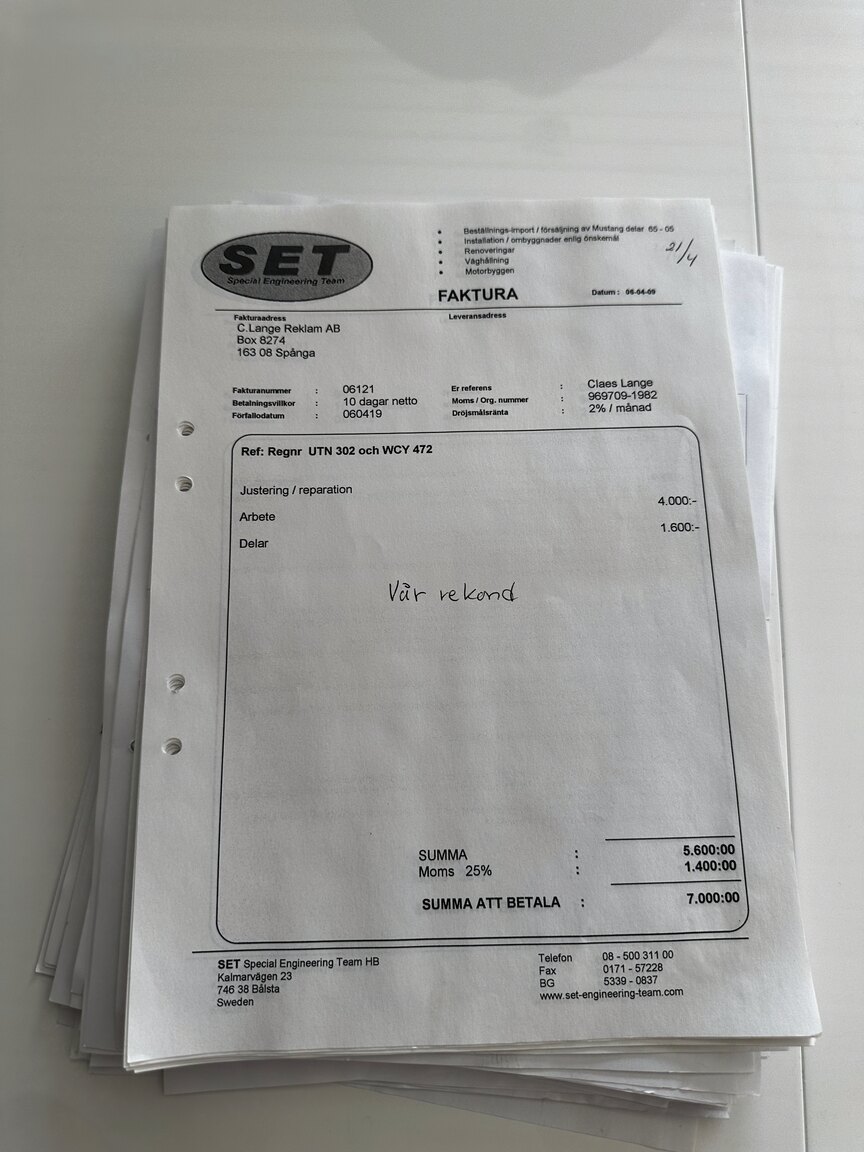 SET
Special Engineering Team
• Beställnings-import / försäljning av Mustang delar 65 - 05
• Installation / ombyggnader enlig önskemål
• Renoveringar
• Väghållning
• Motorbyggen
21/4
FAKTURA
Datum : 06-04-09
Fakturaadress
C.Lange Reklam AB
Box 8274
163 08 Spånga
Leveransadress
Fakturanummer : 06121
Betalningsvillkor : 10 dagar netto
Förfallodatum : 060419
Er referens : Claes Lange
Moms / Org. nummer : 969709-1982
Dröjsmålsränta : 2% / månad
Ref: Regnr UTN 302 och WCY 472
Justering / reparation
Arbete 4.000:-
Delar 1.600:-
Vår rekond
SUMMA : 5.600:00
Moms 25% : 1.400:00
SUMMA ATT BETALA : 7.000:00
SET Special Engineering Team HB
Kalmarvägen 23
746 38 Bålsta
Sweden
Telefon 08 - 500 311 00
Fax 0171 - 57228
BG 5339 - 0837
www.set-engineering-team.com